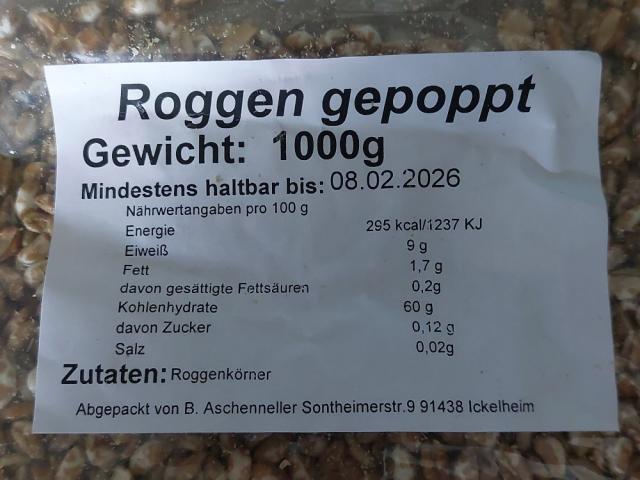 Roggen gepoppt
Gewicht: 1000g
Mindestens haltbar bis: 08.02.2026
Nährwertangaben pro 100 g
Energie 295 kcal/1237 KJ
Eiweiß 9 g
Fett 1,7 g
davon gesättigte Fettsäuren 0,2g
Kohlenhydrate 60 g
davon Zucker 0,12 g
Salz 0,02g
Zutaten: Roggenkörner
Abgepackt von B. Aschenneller Sontheimerstr.9 91438 Ickelheim